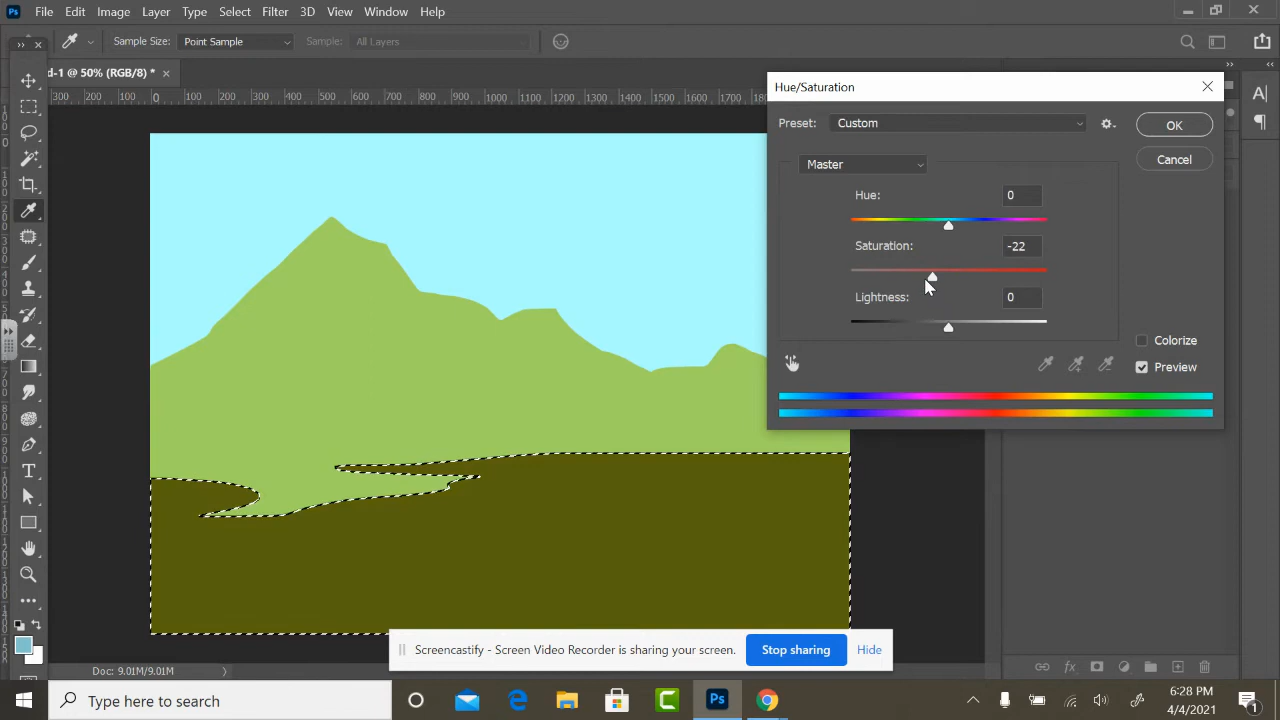 Ps File Edit Image Layer Type Select Filter 3D View Window Help
Sample Size: Point Sample Sample: All Layers
d-1 @ 50% (RGB/8) * ×
300 200 100 0 100 200 300 400 500 600 700 800 900 1000 1100 1200 1300 1400 1500 1600 1700
Hue/Saturation
Preset: Custom
OK
Master
Cancel
Hue: 0
Saturation: -22
Lightness: 0
Colorize
Preview
Screencastify - Screen Video Recorder is sharing your screen. Stop sharing Hide
Doc: 9.01M/9.01M
Type here to search
6:28 PM
4/4/2021